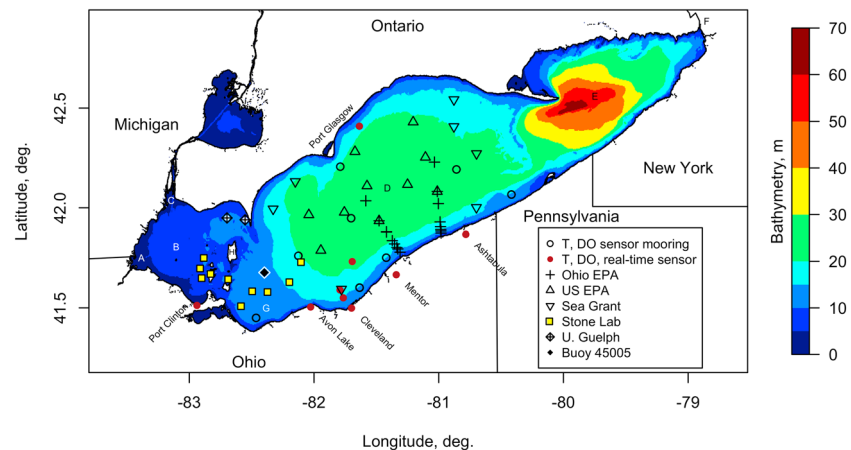 Ontario
F
70
60
50
40
30
20
10
0
Bathymetry, m
42.5
42.0
41.5
Latitude, deg.
Michigan
Port Glasgow
E
New York
C
D
Pennsylvania
A
B
H
G
Port Clinton
Avon Lake
Cleveland
Mentor
Ashtabula
Ohio
T, DO sensor mooring
T, DO, real-time sensor
Ohio EPA
US EPA
Sea Grant
Stone Lab
U. Guelph
Buoy 45005
-83
-82
-81
-80
-79
Longitude, deg.